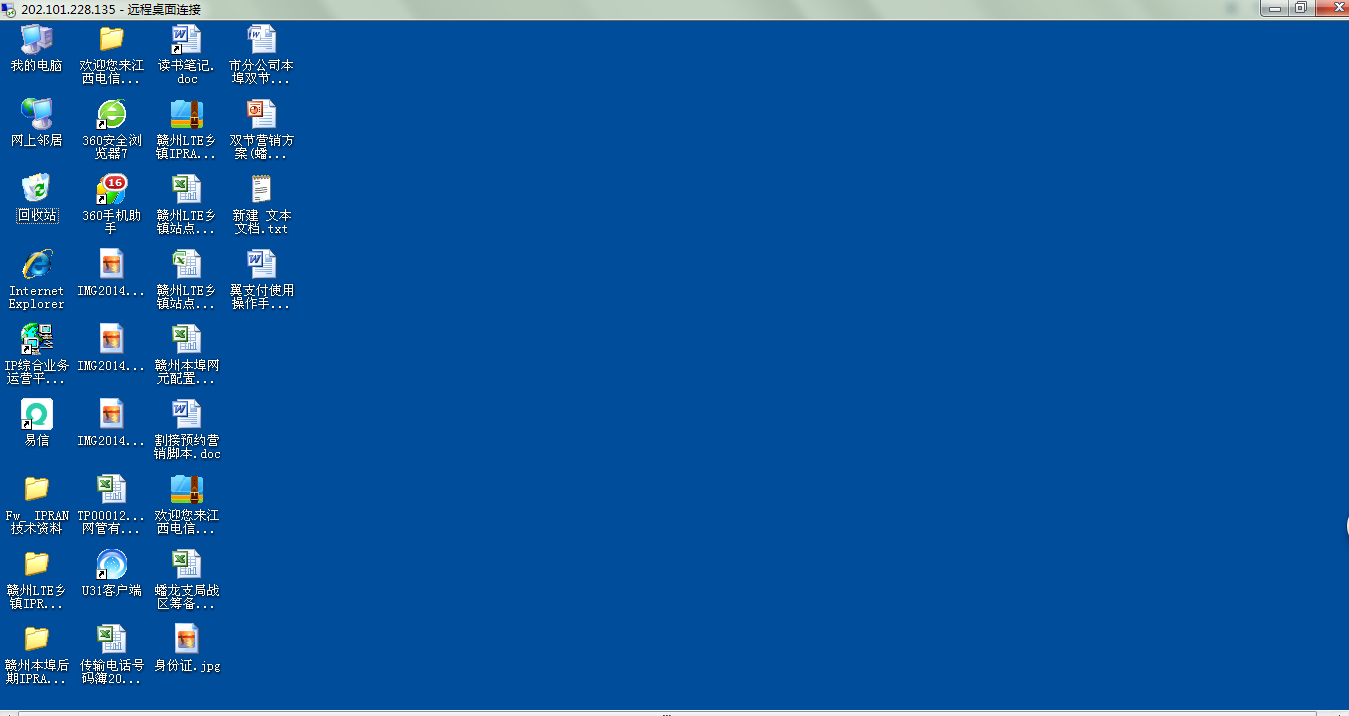 202.101.228.135 - 远程桌面连接
我的电脑
欢迎您来江
西电信...
读书笔记.
doc
市分公司本
埠双节...
网上邻居
360安全浏
览器7
赣州LTE乡
镇IPRA...
双节营销方
案(蟠...
回收站
16
360手机助
手
赣州LTE乡
镇站点...
新建 文本
文档.txt
Internet
Explorer
IMG2014...
赣州LTE乡
镇站点...
翼支付使用
操作手...
IP综合业务
运营平...
IMG2014...
赣州本埠网
元配置...
易信
IMG2014...
割接预约营
销脚本.doc
Fw_ IPRAN
技术资料
TP00012...
网管有...
欢迎您来江
西电信...
赣州LTE乡
镇IPR...
U31客户端
蟠龙支局战
区筹备...
赣州本埠后
期IPRA...
传输电话号
码薄20...
身份证.jpg